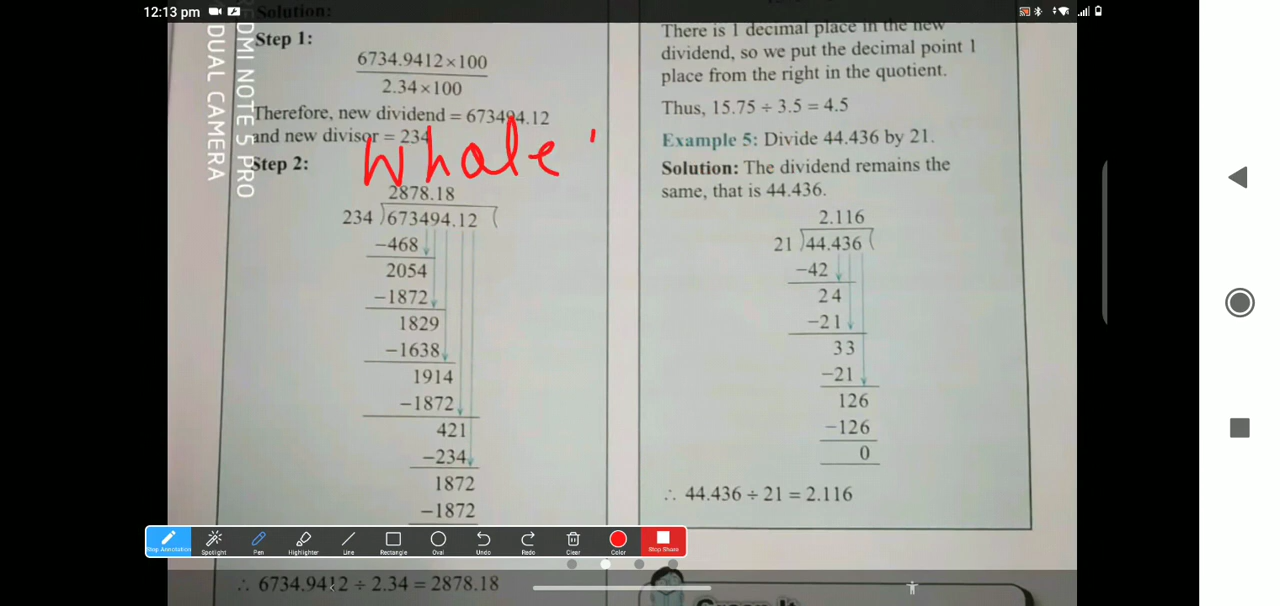 12:13 pm
Solution:
Step 1:
6734.9412×100
2.34×100
Therefore, new dividend = 673494.12
and new divisor = 234
whole
Step 2:
2878.18
234 )673494.12(
−468
2054
−1872
1829
−1638
1914
−1872
421
−234
1872
−1872
∴ 6734.9412 ÷ 2.34 = 2878.18
There is 1 decimal place in the new
dividend, so we put the decimal point 1
place from the right in the quotient.
Thus, 15.75 ÷ 3.5 = 4.5
Example 5: Divide 44.436 by 21.
Solution: The dividend remains the
same, that is 44.436.
2.116
21 )44.436(
−42
24
−21
33
−21
126
−126
0
∴ 44.436 ÷ 21 = 2.116
DMI NOTE 5 PRO
DUAL CAMERA
Stop Annotation Spotlight Pen Highlighter Line Rectangle Oval Undo Redo Clear Color Stop Share